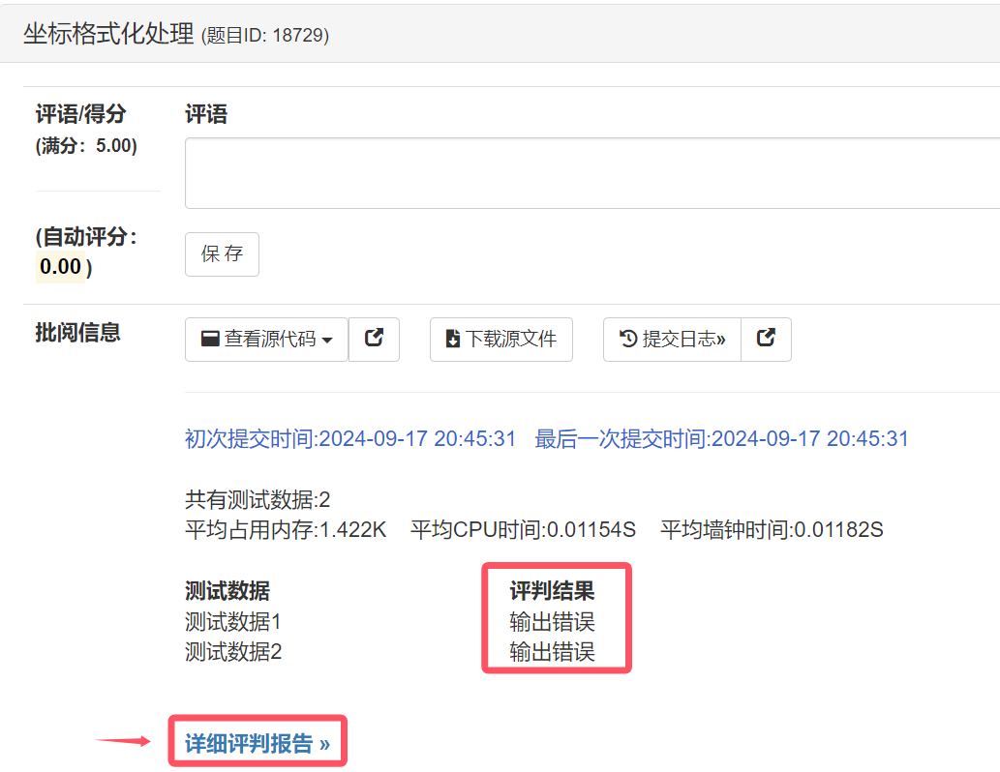 坐标格式化处理 (题目ID: 18729)
评语/得分
(满分：5.00)
评语
(自动评分：
0.00 )
保 存
批阅信息
查看源代码
下载源文件
提交日志»
初次提交时间:2024-09-17 20:45:31 最后一次提交时间:2024-09-17 20:45:31
共有测试数据:2
平均占用内存:1.422K 平均CPU时间:0.01154S 平均墙钟时间:0.01182S
测试数据 评判结果
测试数据1 输出错误
测试数据2 输出错误
详细评判报告 »